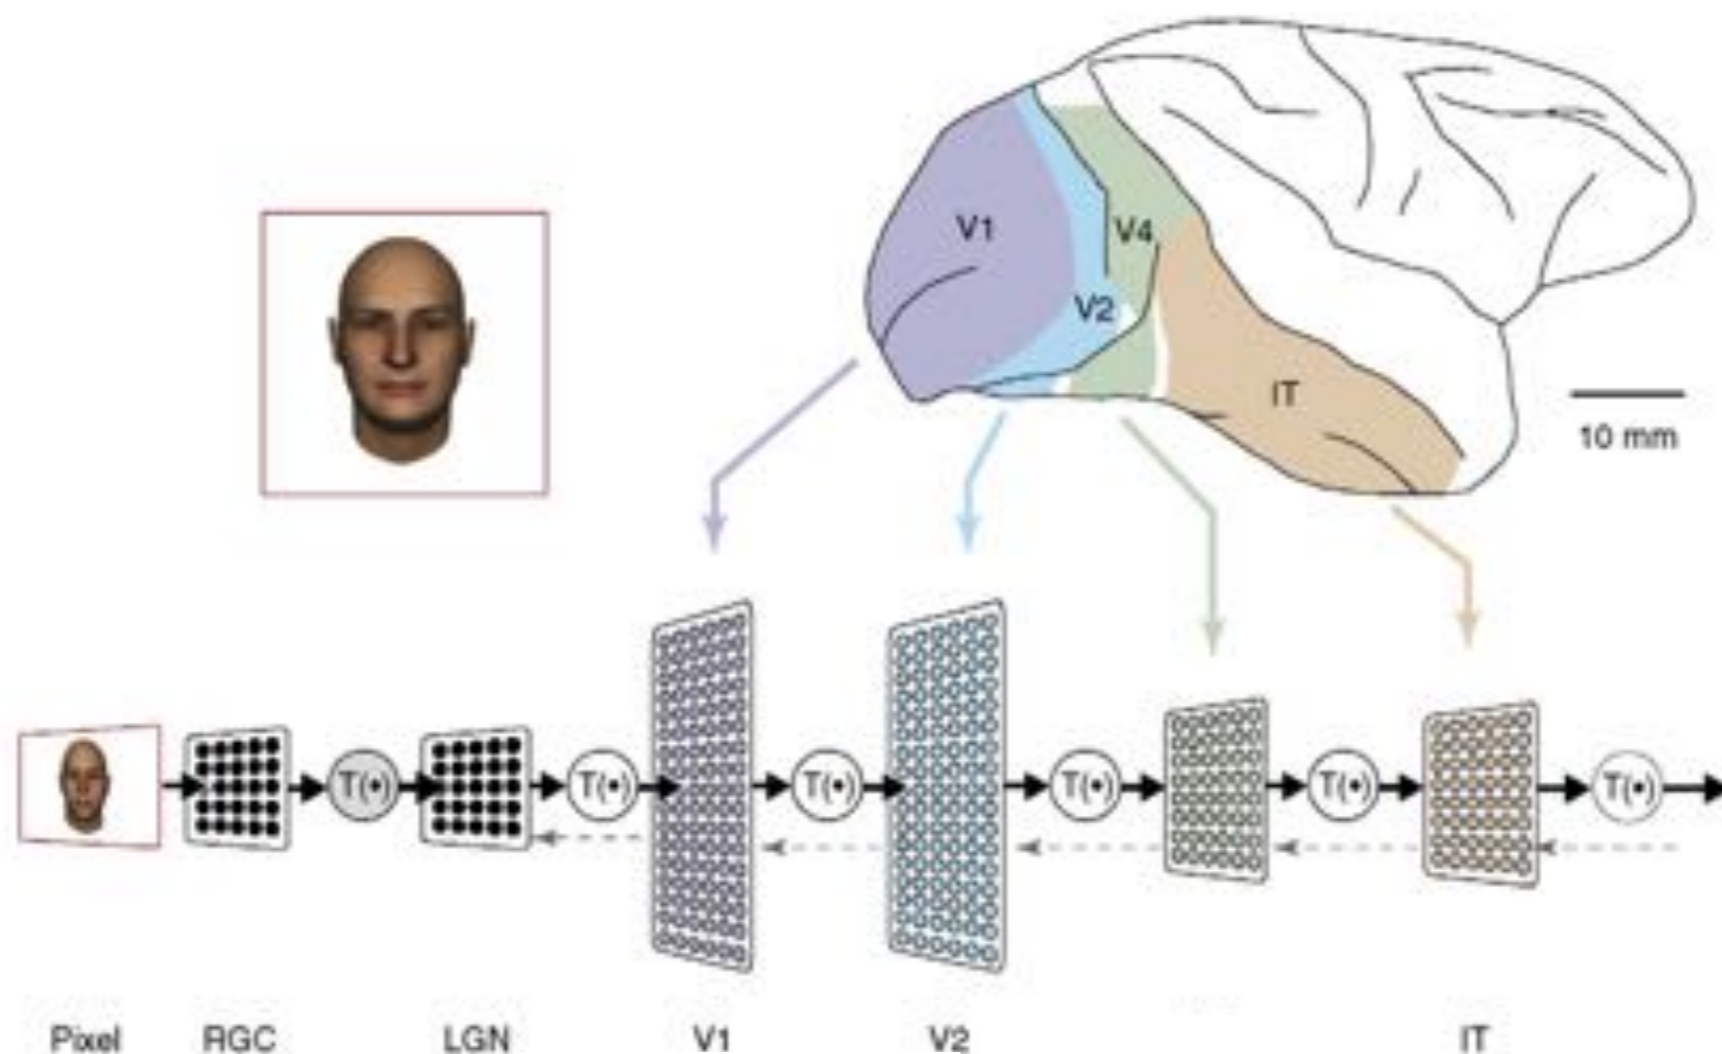 V1
V4
V2
IT
10 mm
T(•) T(•) T(•) T(•) T(•) T(•)
Pixel RGC LGN V1 V2 IT